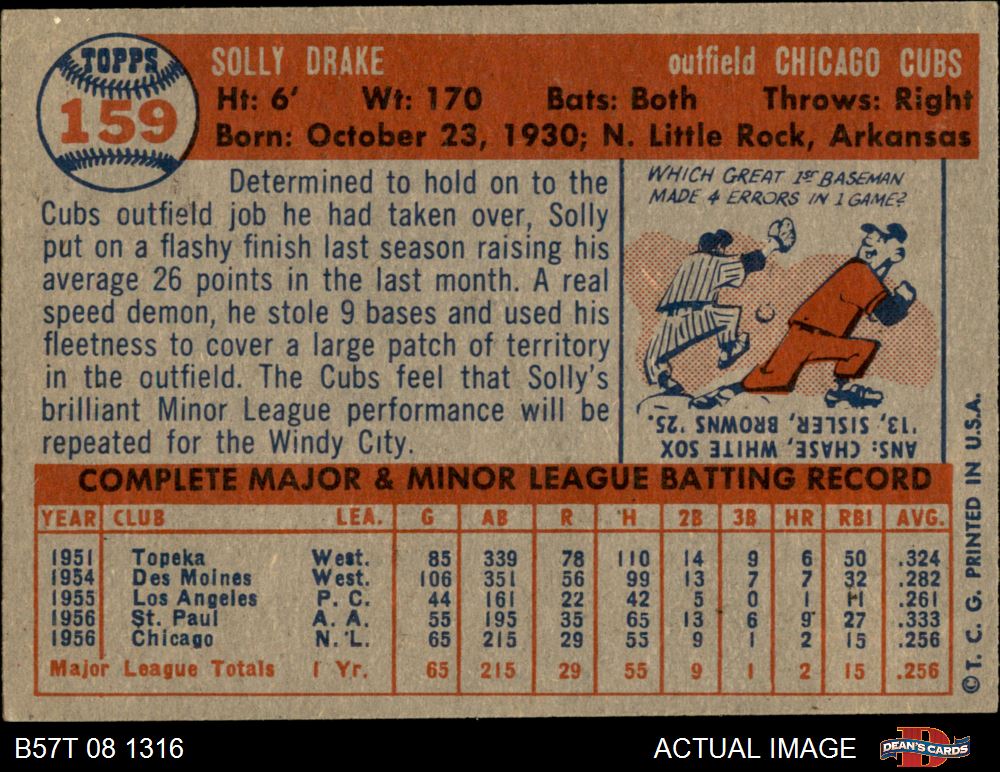 TOPPS
159
SOLLY DRAKE outfield CHICAGO CUBS
Ht: 6' Wt: 170 Bats: Both Throws: Right
Born: October 23, 1930; N. Little Rock, Arkansas
Determined to hold on to the
Cubs outfield job he had taken over, Solly
put on a flashy finish last season raising his
average 26 points in the last month. A real
speed demon, he stole 9 bases and used his
fleetness to cover a large patch of territory
in the outfield. The Cubs feel that Solly's
brilliant Minor League performance will be
repeated for the Windy City.
WHICH GREAT 1ST BASEMAN
MADE 4 ERRORS IN 1 GAME?
ANS: CHASE, WHITE SOX
'13, SISLER, BROWNS '25.
COMPLETE MAJOR & MINOR LEAGUE BATTING RECORD
YEAR CLUB LEA. G AB R H 2B 3B HR RBI AVG.
1951 Topeka West. 85 339 78 110 14 9 6 50 .324
1954 Des Moines West. 106 351 56 99 13 7 7 32 .282
1955 Los Angeles P. C. 44 161 22 42 5 0 1 .261
1956 St. Paul A. A. 55 195 35 65 13 6 9 27 .333
1956 Chicago N. L. 65 215 29 55 9 1 2 15 .256
Major League Totals 1 Yr. 65 215 29 55 9 1 2 15 .256
© T. C. G. PRINTED IN U.S.A.
B57T 08 1316 ACTUAL IMAGE DEAN'S CARDS